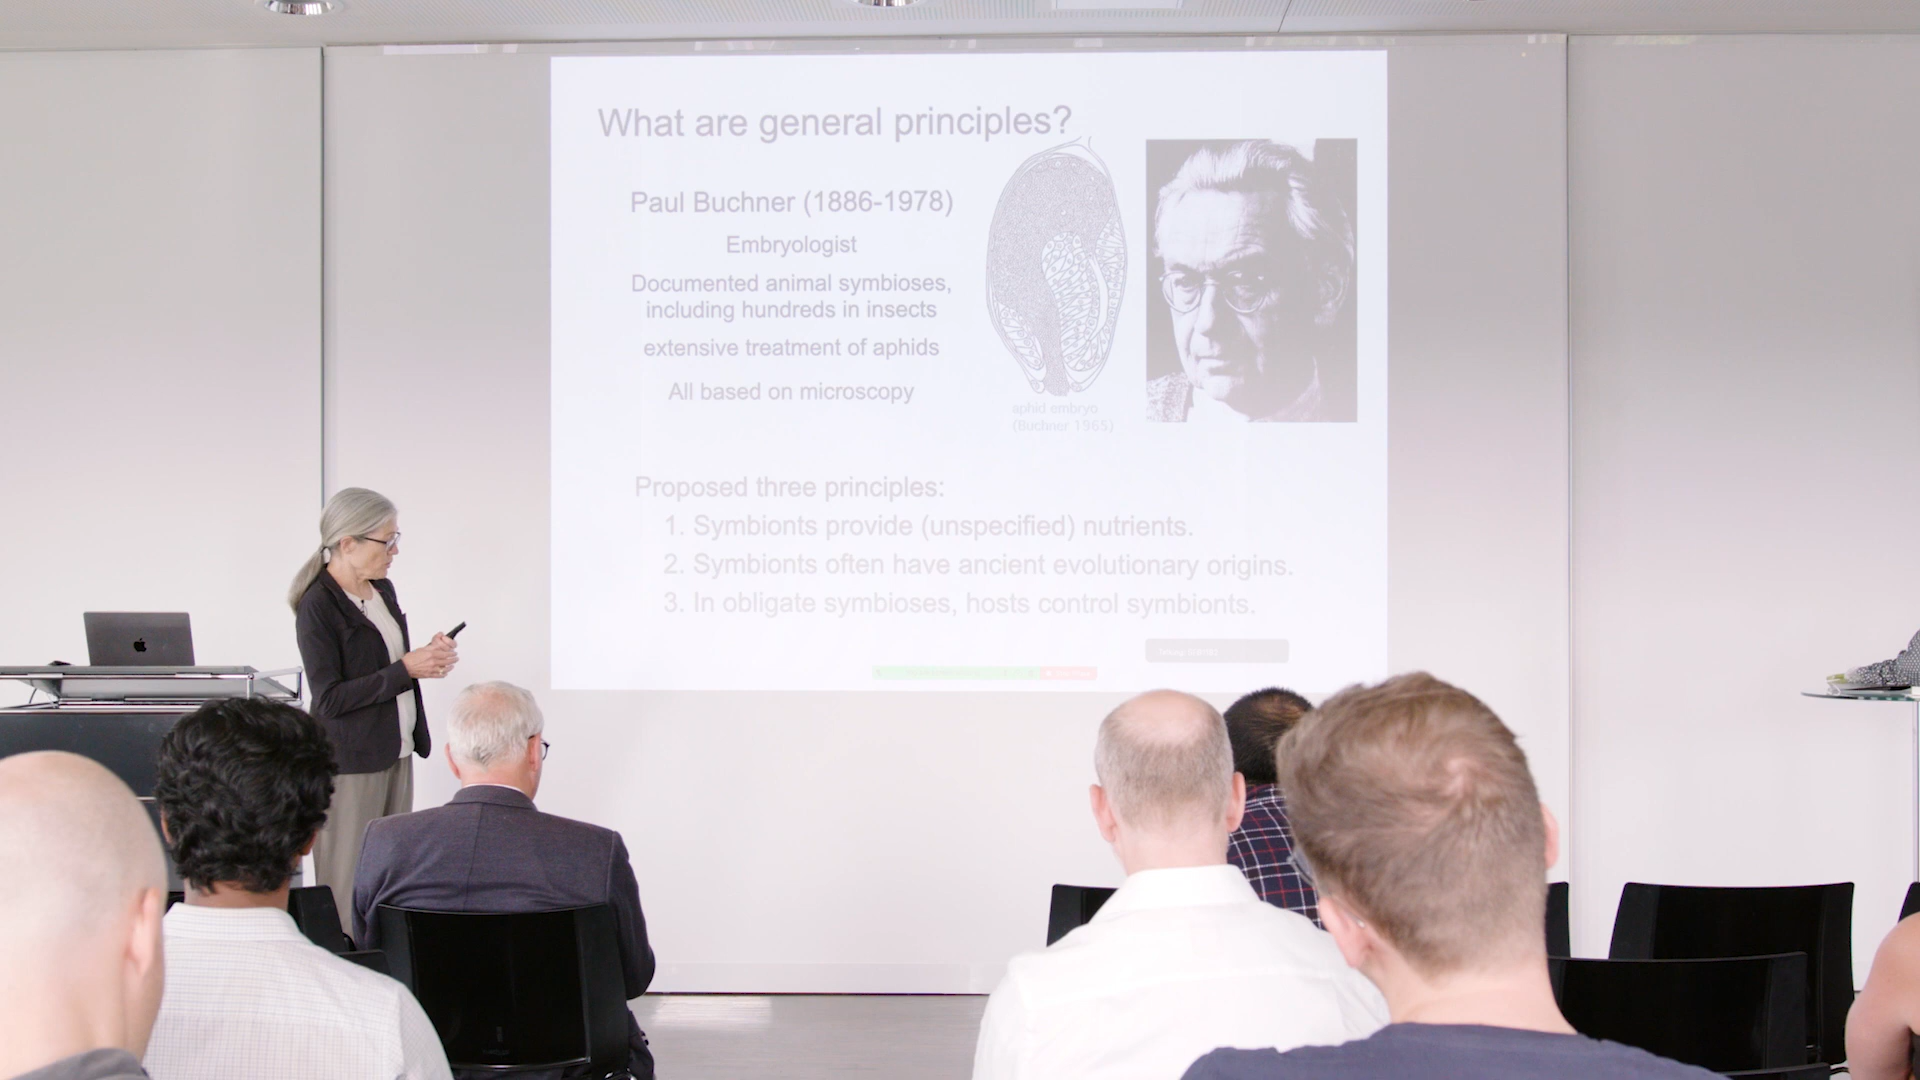 What are general principles?
Paul Buchner (1886-1978)
Embryologist
Documented animal symbioses,
including hundreds in insects
extensive treatment of aphids
All based on microscopy
aphid embryo
(Buchner 1965)
Proposed three principles:
1. Symbionts provide (unspecified) nutrients.
2. Symbionts often have ancient evolutionary origins.
3. In obligate symbioses, hosts control symbionts.